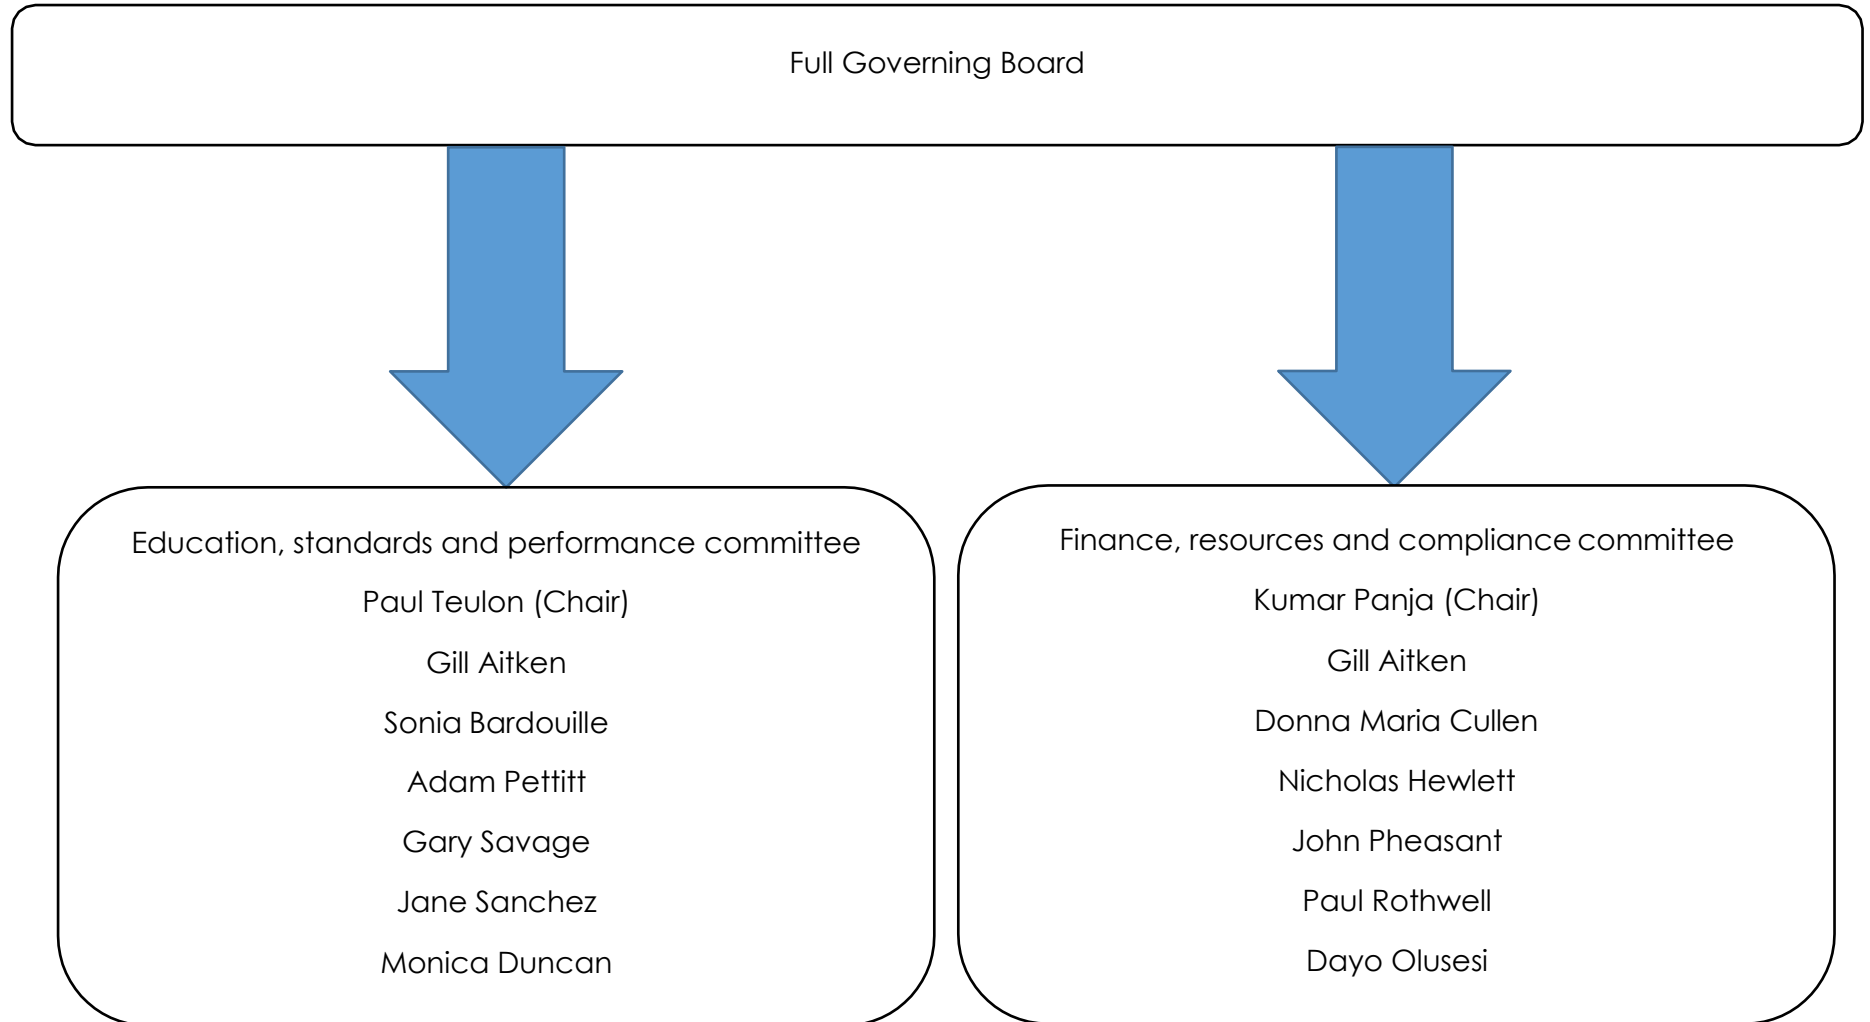 Full Governing Board
Education, standards and performance committee
Paul Teulon (Chair)
Gill Aitken
Sonia Bardouille
Adam Pettitt
Gary Savage
Jane Sanchez
Monica Duncan
Finance, resources and compliance committee
Kumar Panja (Chair)
Gill Aitken
Donna Maria Cullen
Nicholas Hewlett
John Pheasant
Paul Rothwell
Dayo Olusesi